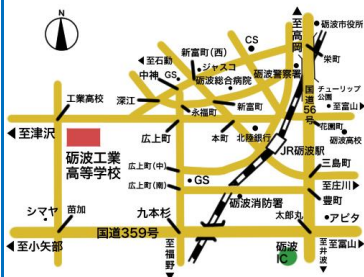 N
至高岡
砺波市役所
新富町(西)
CS
至石動
ジャスコ
栄町
中神
GS
砺波総合病院
砺波警察署
チューリップ
公園
工業高校
深江
新富町
国道56号
至富山
永福町
花園町
至津沢
広上町
本町
北陸銀行
砺波高校
JR砺波駅
砺波工業
高等学校
三島町
広上町(中)
広上町(南)
GS
至庄川
砺波消防署
豊町
シマヤ
苗加
九本杉
太郎丸
アピタ
国道359号
至小矢部
至福野
砺波
IC
至井波
至富山